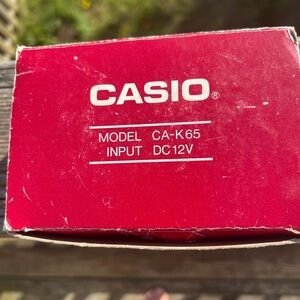 CASIO®
MODEL CA-K65
INPUT DC12V